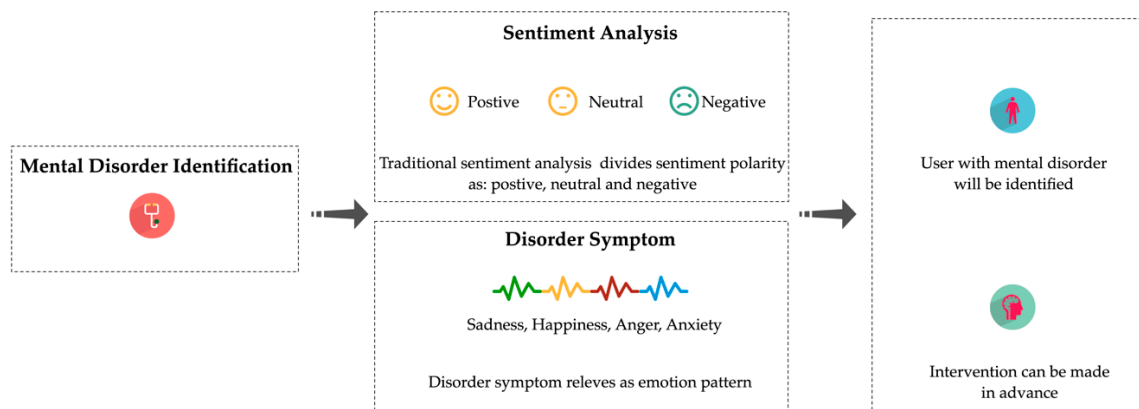 Mental Disorder Identification
Sentiment Analysis
Postive
Neutral
Negative
Traditional sentiment analysis divides sentiment polarity
as: postive, neutral and negative
Disorder Symptom
Sadness, Happiness, Anger, Anxiety
Disorder symptom releves as emotion pattern
User with mental disorder
will be identified
Intervention can be made
in advance